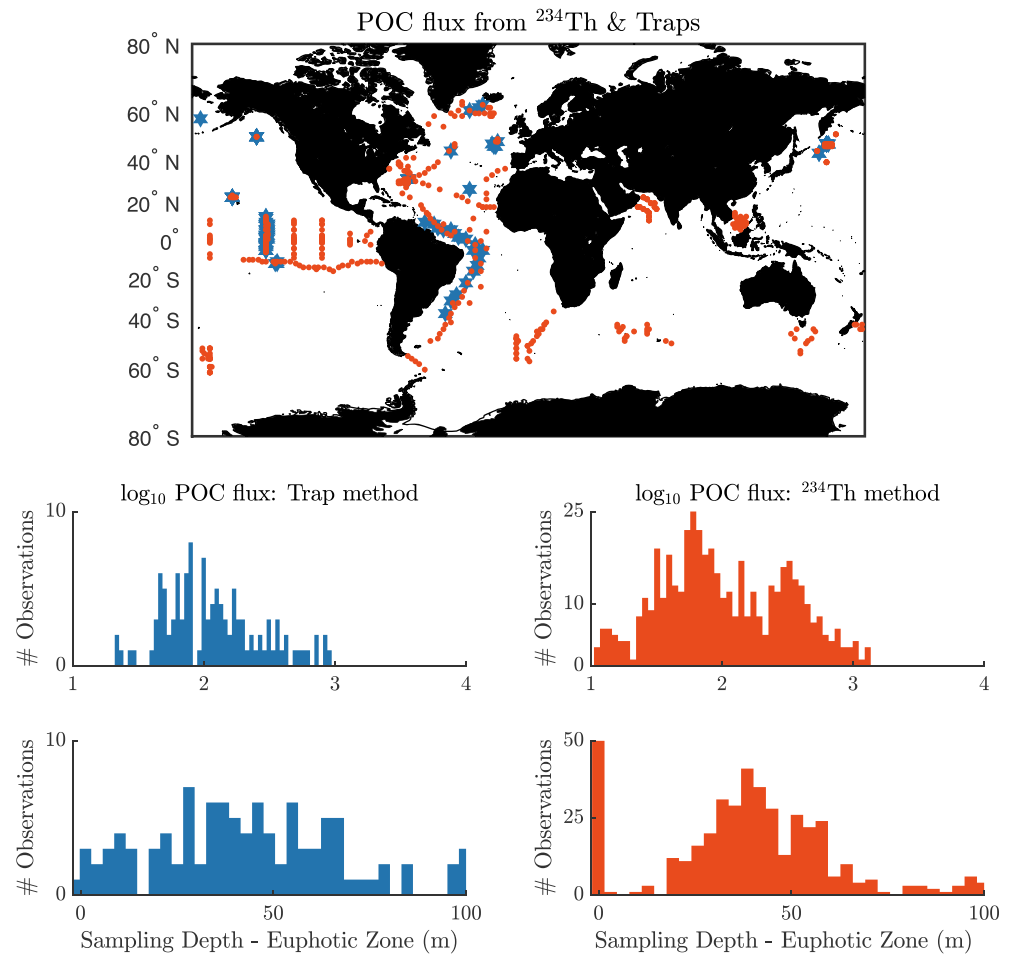 POC flux from ²³⁴Th & Traps
80° N
60° N
40° N
20° N
0°
20° S
40° S
60° S
80° S
log₁₀ POC flux: Trap method
# Observations
10
0
1 2 3 4
log₁₀ POC flux: ²³⁴Th method
# Observations
25
10
0
1 2 3 4
# Observations
10
0
0 50 100
Sampling Depth - Euphotic Zone (m)
# Observations
50
25
0
0 50 100
Sampling Depth - Euphotic Zone (m)